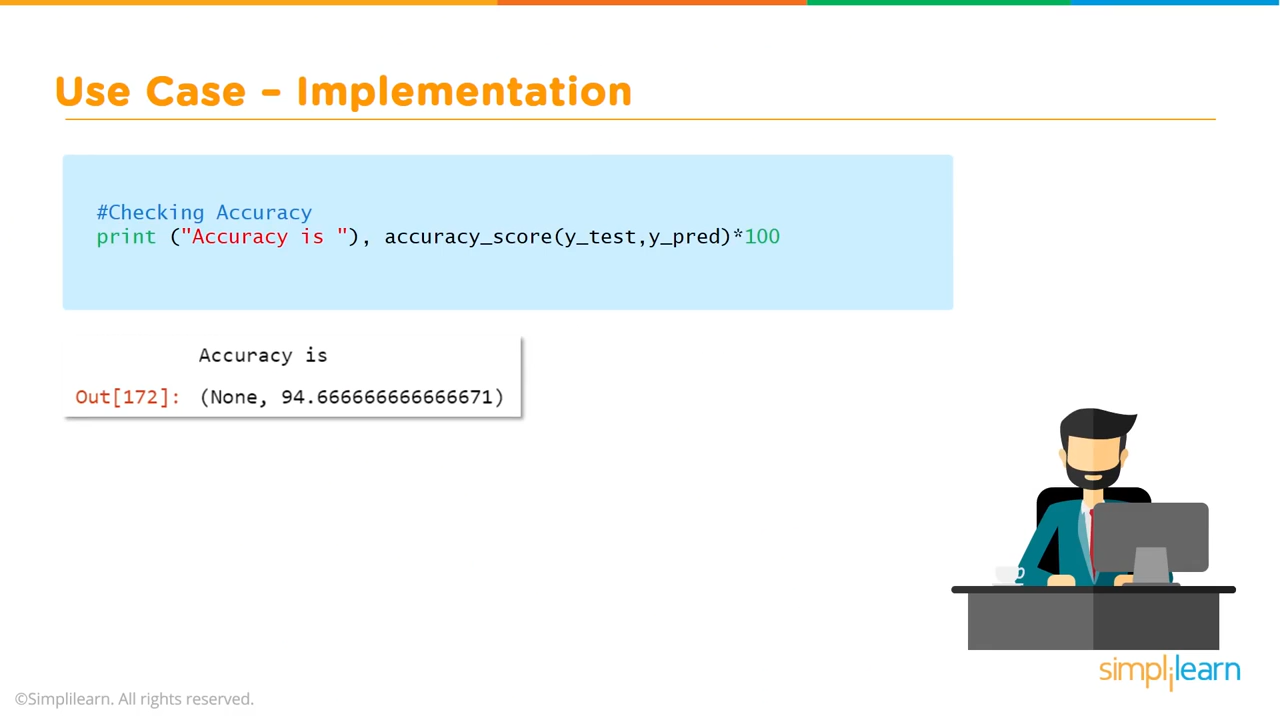 Use Case – Implementation
#Checking Accuracy
print ("Accuracy is "), accuracy_score(y_test,y_pred)*100
Accuracy is
Out[172]: (None, 94.666666666666671)
simplilearn
©Simplilearn. All rights reserved.